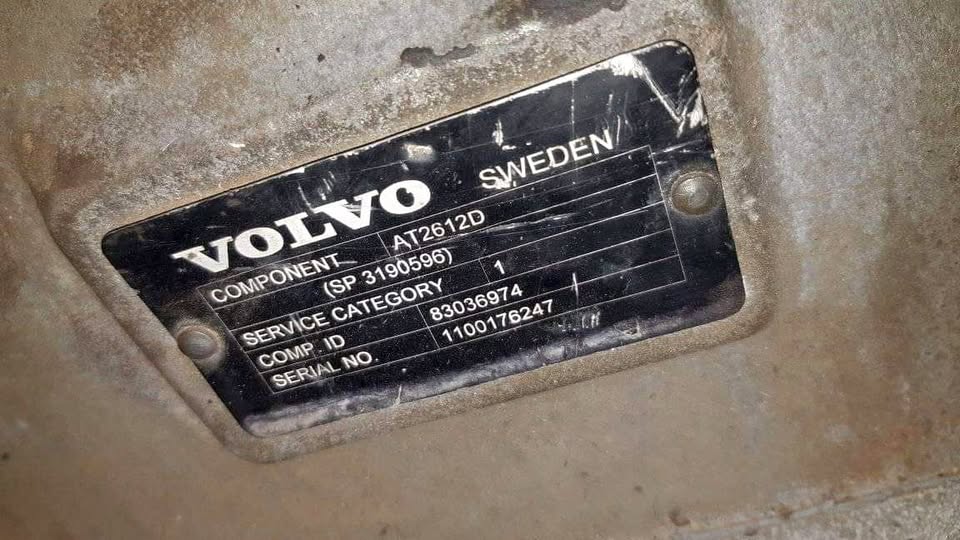 VOLVO SWEDEN
COMPONENT AT2612D
(SP 3190596)
SERVICE CATEGORY 1
COMP. ID 83036974
SERIAL NO. 1100176247